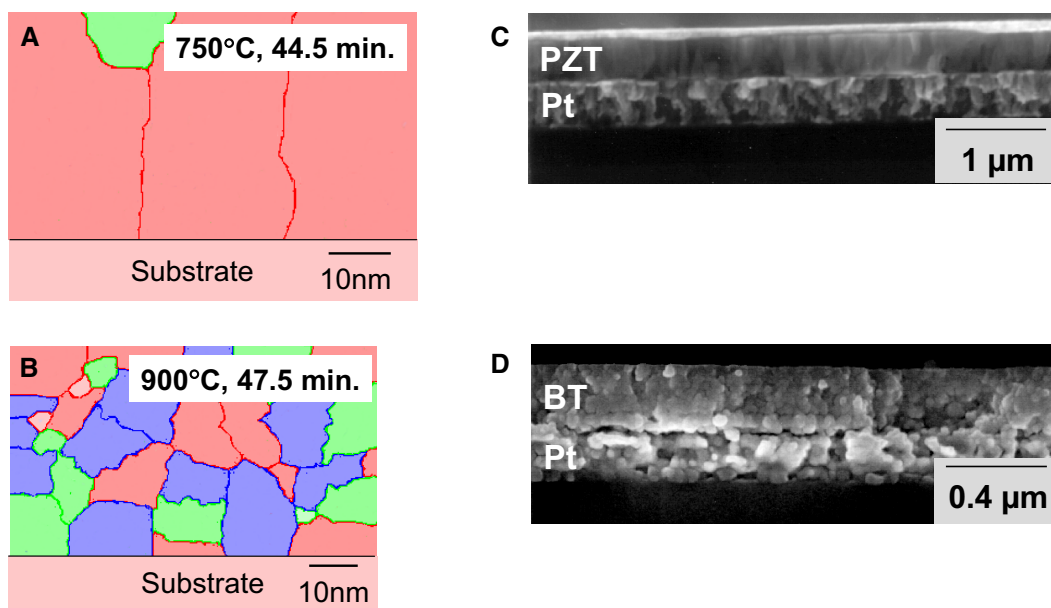 A
750°C, 44.5 min.
Substrate
10nm
B
900°C, 47.5 min.
Substrate
10nm
C
PZT
Pt
1 µm
D
BT
Pt
0.4 µm